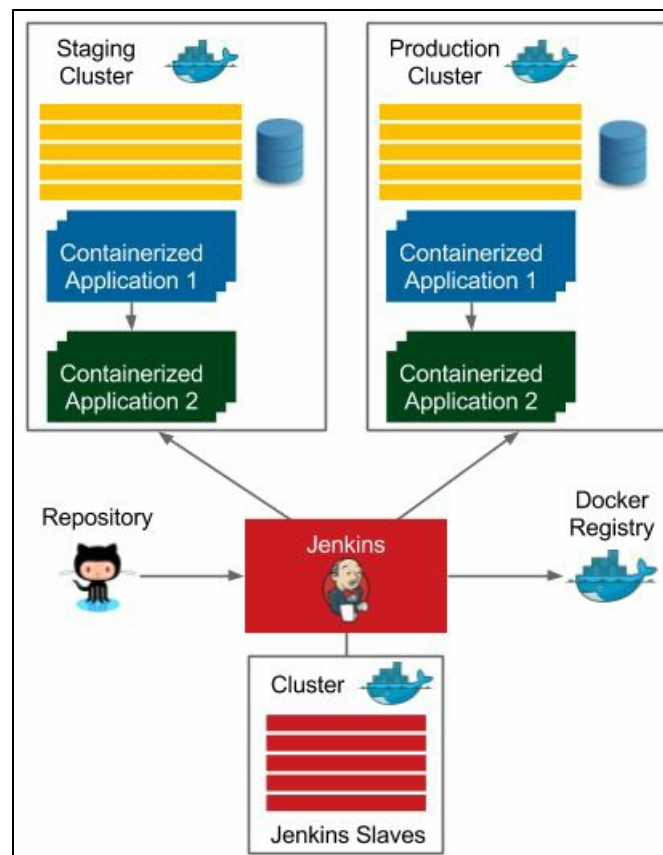 Staging
Cluster
Containerized
Application 1
Containerized
Application 2
Production
Cluster
Containerized
Application 1
Containerized
Application 2
Repository
Jenkins
Docker
Registry
Cluster
Jenkins Slaves